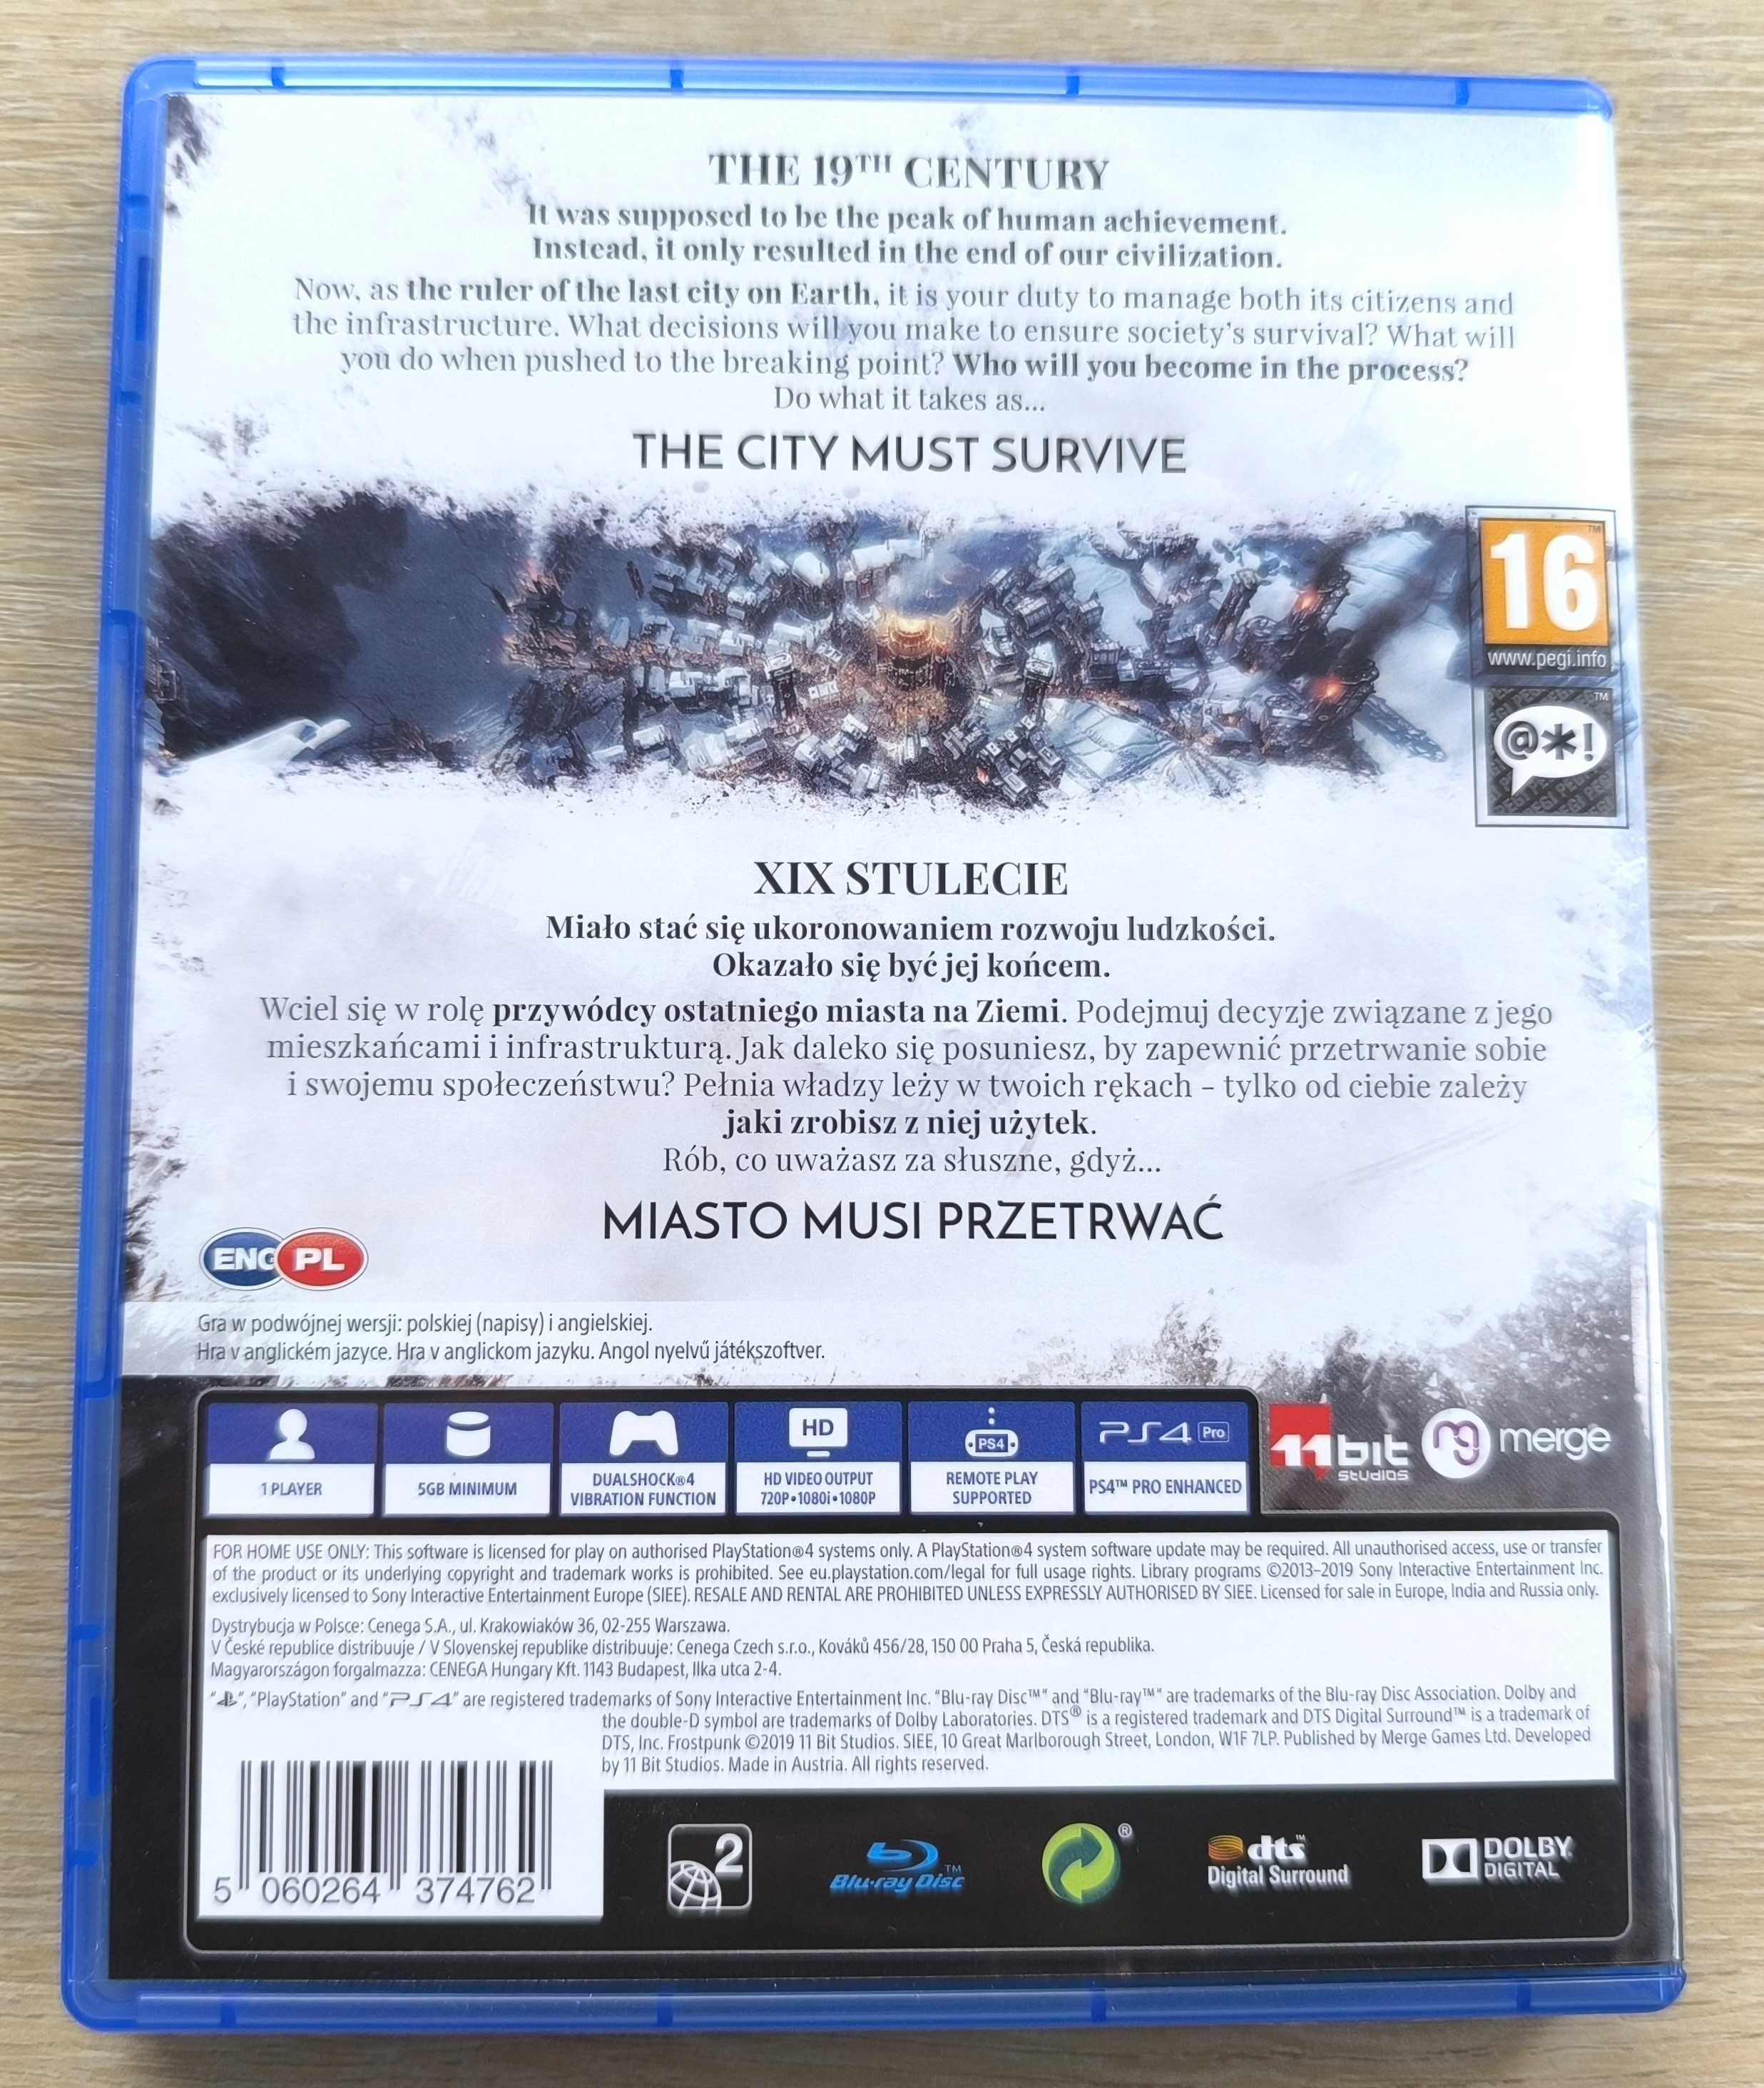 THE 19TH CENTURY
It was supposed to be the peak of human achievement.
Instead, it only resulted in the end of our civilization.
Now, as the ruler of the last city on Earth, it is your duty to manage both its citizens and
the infrastructure. What decisions will you make to ensure society's survival? What will
you do when pushed to the breaking point? Who will you become in the process?
Do what it takes as...
THE CITY MUST SURVIVE
16
TM
www.pegi.info
TM
@*!
XIX STULECIE
Miało stać się ukoronowaniem rozwoju ludzkości.
Okazało się być jej końcem.
Wciel się w rolę przywódcy ostatniego miasta na Ziemi. Podejmuj decyzje związane z jego
mieszkańcami i infrastrukturą. Jak daleko się posuniesz, by zapewnić przetrwanie sobie
i swojemu społeczeństwu? Pełnia władzy leży w twoich rękach – tylko od ciebie zależy
jaki zrobisz z niej użytek.
Rób, co uważasz za słuszne, gdyż...
MIASTO MUSI PRZETRWAĆ
ENG PL
Gra w podwójnej wersji: polskiej (napisy) i angielskiej.
Hra v anglickém jazyce. Hra v anglickom jazyku. Angol nyelvű játékszoftver.
1 PLAYER
5GB MINIMUM
DUALSHOCK®4
VIBRATION FUNCTION
HD
HD VIDEO OUTPUT
720P•1080i•1080P
PS4
REMOTE PLAY
SUPPORTED
PS4 Pro
PS4™ PRO ENHANCED
11 bit
studios
mg merge
FOR HOME USE ONLY: This software is licensed for play on authorised PlayStation®4 systems only. A PlayStation®4 system software update may be required. All unauthorised access, use or transfer
of the product or its underlying copyright and trademark works is prohibited. See eu.playstation.com/legal for full usage rights. Library programs ©2013–2019 Sony Interactive Entertainment Inc.
exclusively licensed to Sony Interactive Entertainment Europe (SIEE). RESALE AND RENTAL ARE PROHIBITED UNLESS EXPRESSLY AUTHORISED BY SIEE. Licensed for sale in Europe, India and Russia only.
Dystrybucja w Polsce: Cenega S.A., ul. Krakowiaków 36, 02-255 Warszawa.
V České republice distribuuje / V Slovenskej republike distribuuje: Cenega Czech s.r.o., Kováků 456/28, 150 00 Praha 5, Česká republika.
Magyarországon forgalmazza: CENEGA Hungary Kft. 1143 Budapest, Ilka utca 2-4.
"PS", "PlayStation" and "PS4" are registered trademarks of Sony Interactive Entertainment Inc. "Blu-ray Disc™" and "Blu-ray™" are trademarks of the Blu-ray Disc Association. Dolby and
the double-D symbol are trademarks of Dolby Laboratories. DTS® is a registered trademark and DTS Digital Surround™ is a trademark of
DTS, Inc. Frostpunk ©2019 11 Bit Studios. SIEE, 10 Great Marlborough Street, London, W1F 7LP. Published by Merge Games Ltd. Developed
by 11 Bit Studios. Made in Austria. All rights reserved.
5 060264 374762
2
Blu-ray Disc™
®
dts™
Digital Surround
DOLBY
DIGITAL